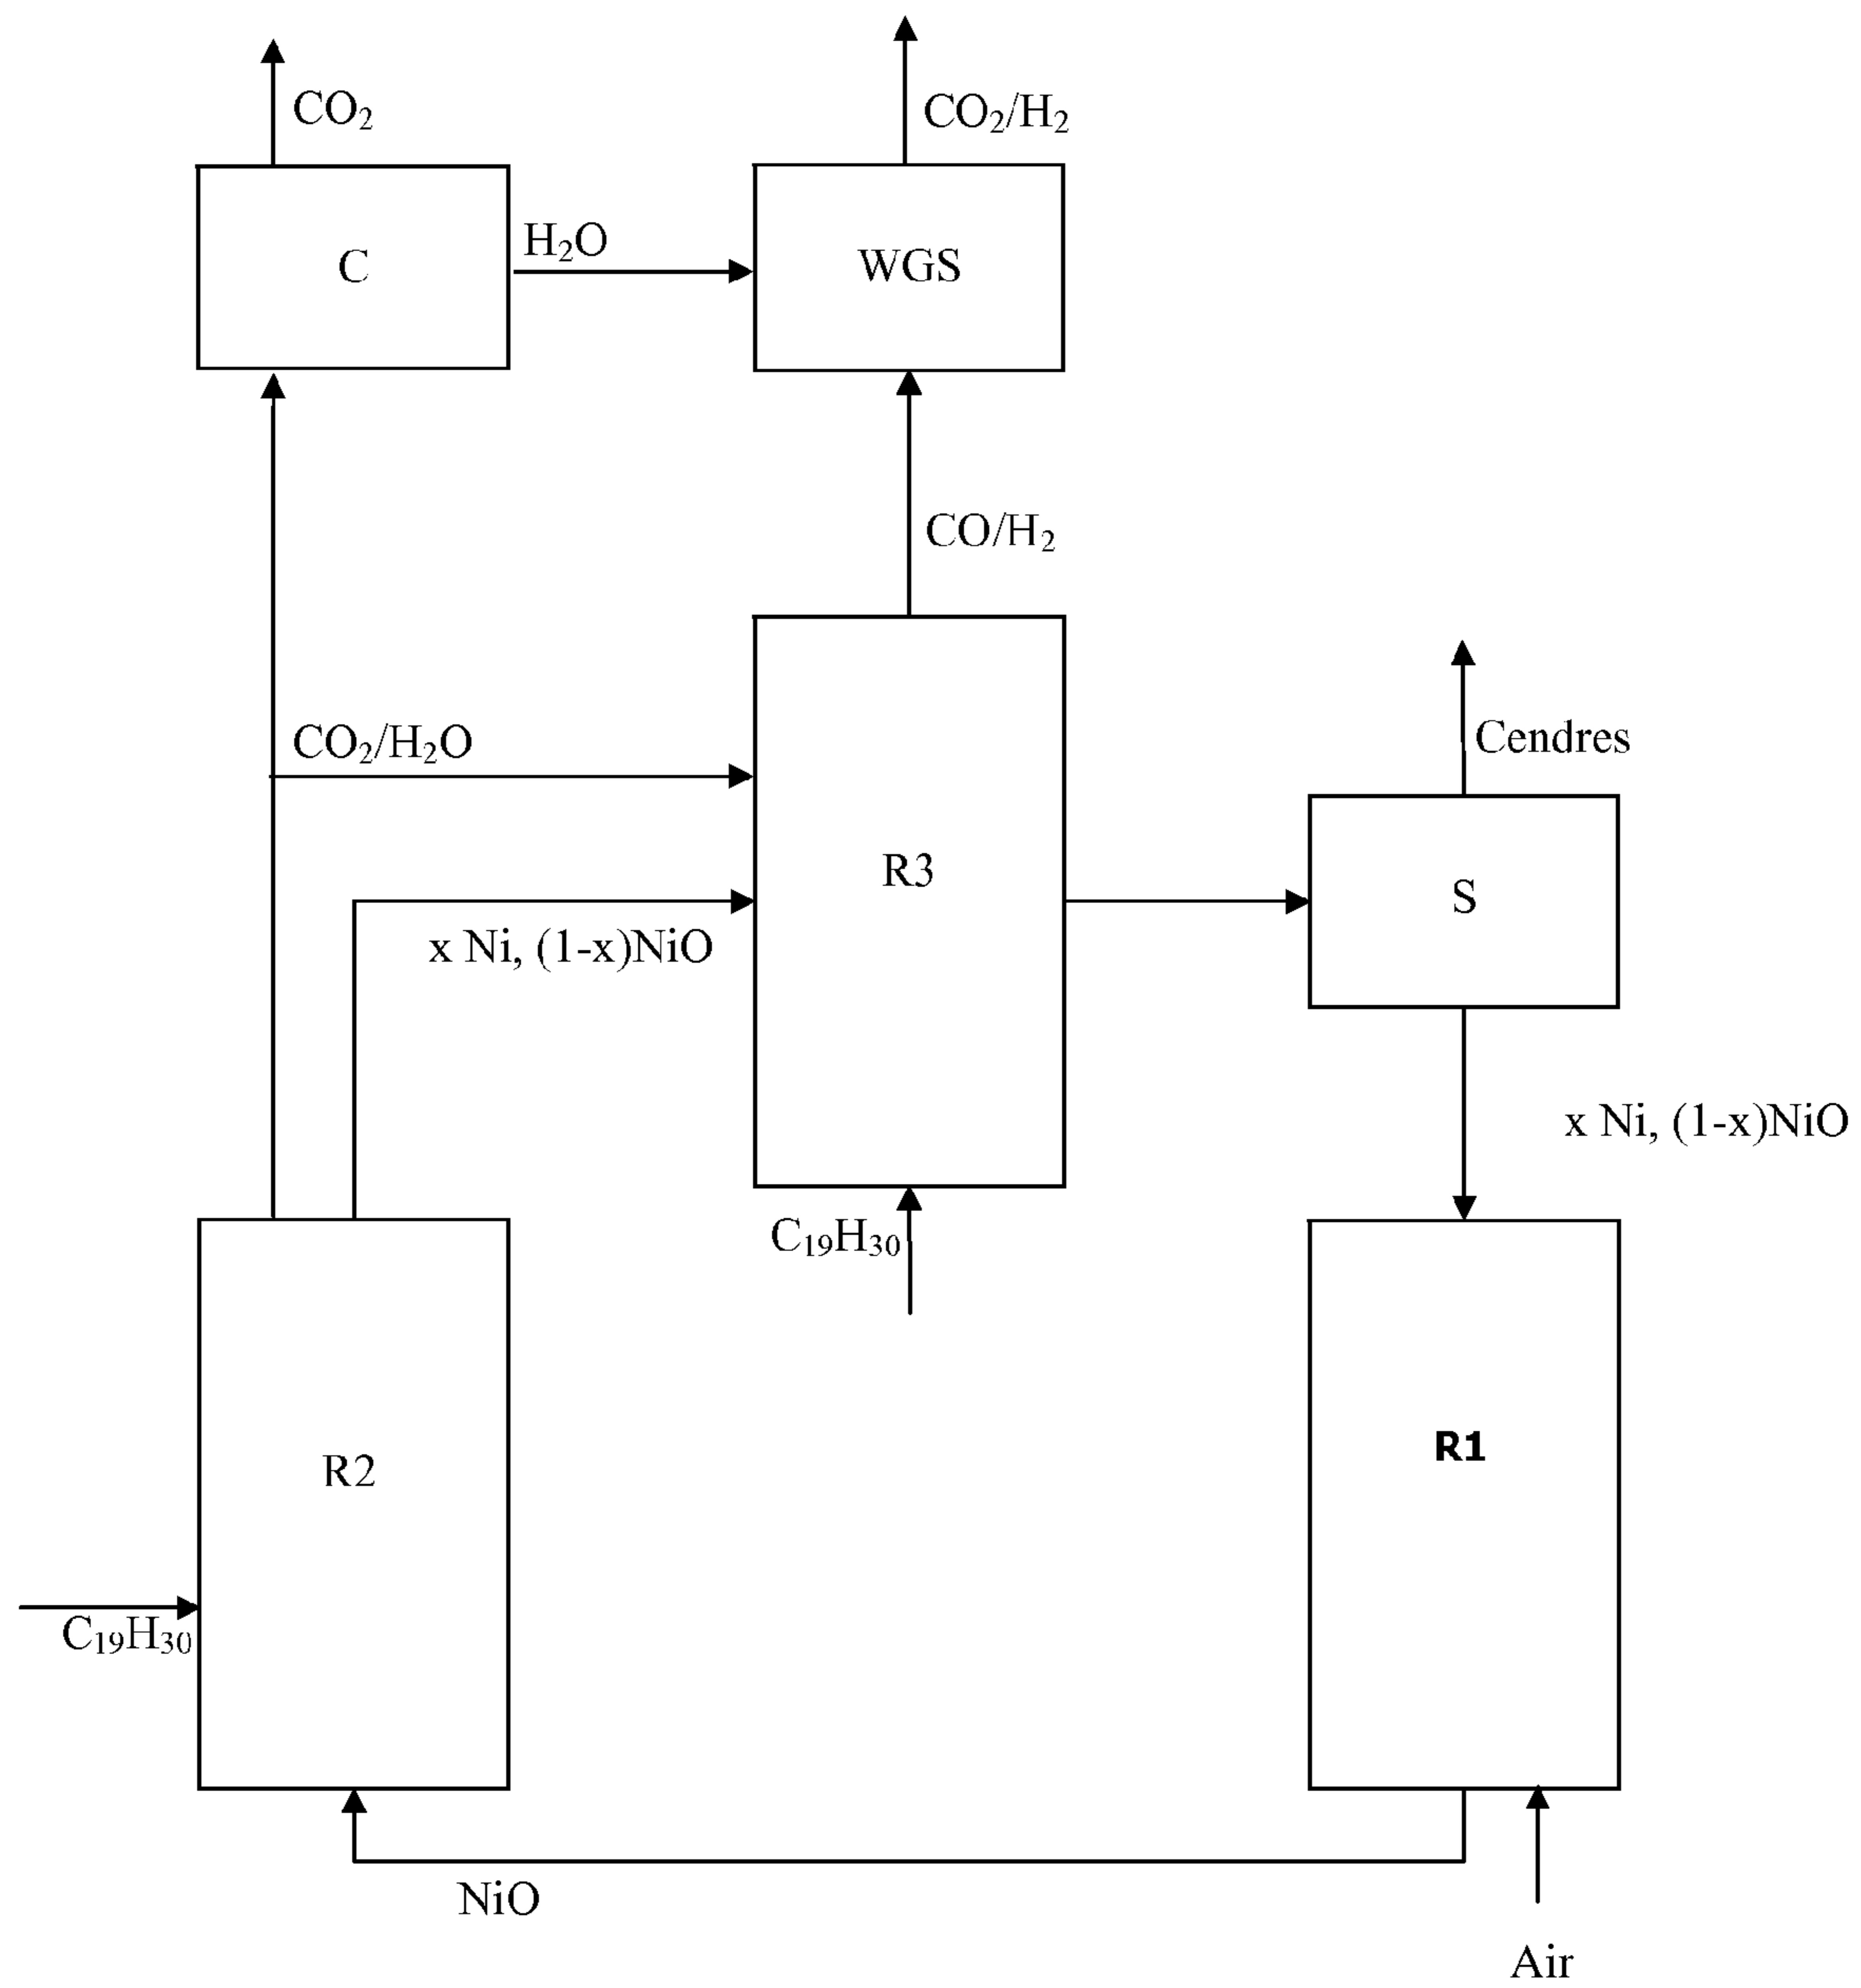 CO₂
CO₂/H₂
C
H₂O
WGS
CO/H₂
CO₂/H₂O
Cendres
R3
S
x Ni, (1-x)NiO
x Ni, (1-x)NiO
C₁₉H₃₀
R2
R1
C₁₉H₃₀
NiO
Air